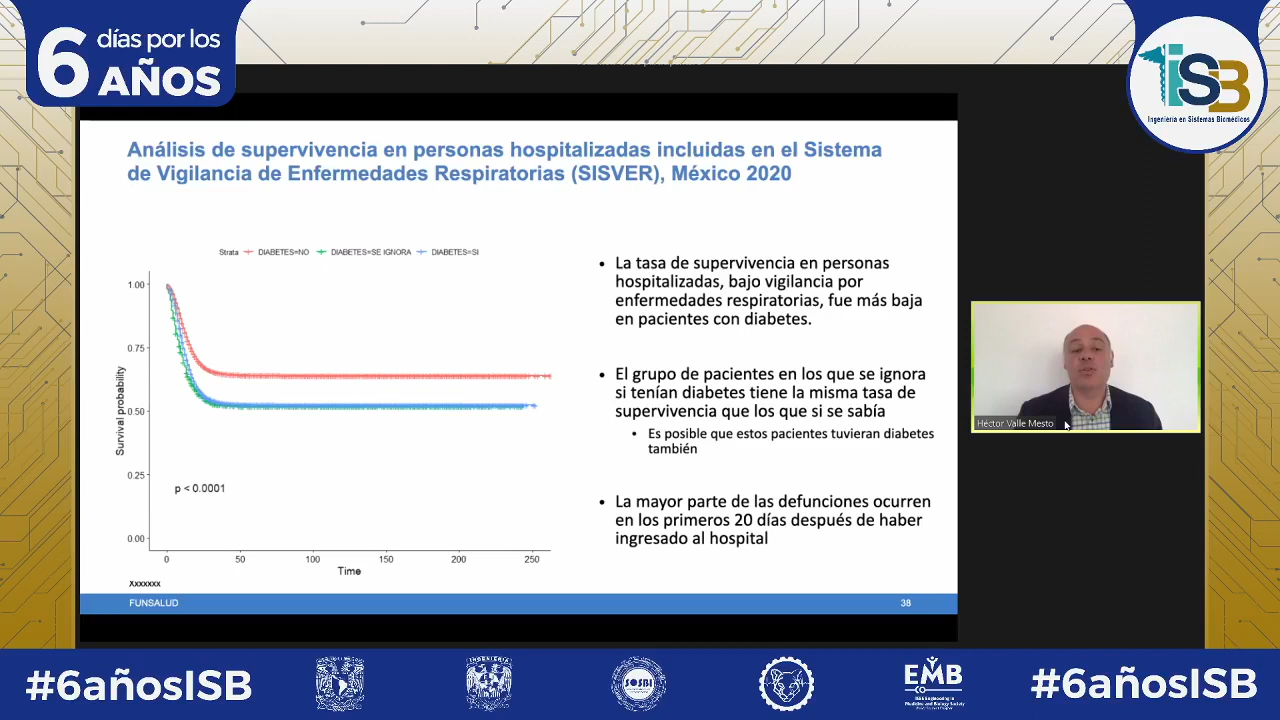 6 días por los
AÑOS
iSB
Ingeniería en Sistemas Biomédicos
Análisis de supervivencia en personas hospitalizadas incluidas en el Sistema
de Vigilancia de Enfermedades Respiratorias (SISVER), México 2020
Strata DIABETES=NO DIABETES=SE IGNORA DIABETES=SI
1.00
0.75
0.50
0.25
0.00
Survival probability
p < 0.0001
0 50 100 150 200 250
Time
Xxxxxxx
• La tasa de supervivencia en personas
hospitalizadas, bajo vigilancia por
enfermedades respiratorias, fue más baja
en pacientes con diabetes.
• El grupo de pacientes en los que se ignora
si tenían diabetes tiene la misma tasa de
supervivencia que los que si se sabía
• Es posible que estos pacientes tuvieran diabetes
también
• La mayor parte de las defunciones ocurren
en los primeros 20 días después de haber
ingresado al hospital
FUNSALUD 38
Héctor Valle Mesto
#6añosISB
INGENIERÍA
SOSBI
EMB
#6añosISB